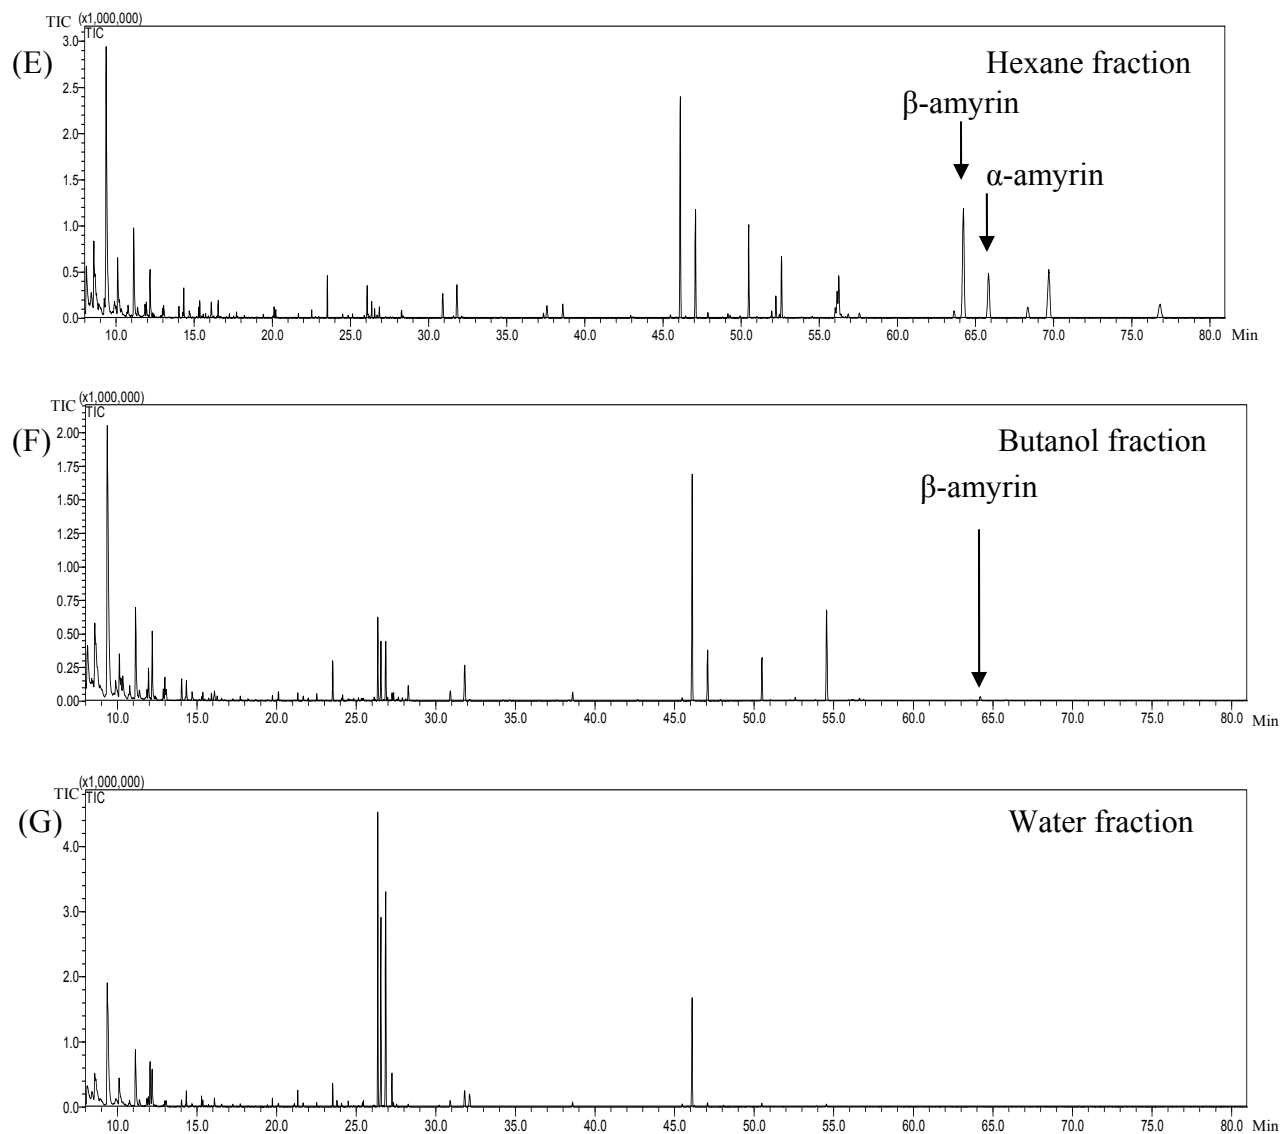 TIC (x1,000,000)
TIC
(E)
Hexane fraction
β-amyrin
α-amyrin
3.0
2.5
2.0
1.5
1.0
0.5
0.0
10.0 15.0 20.0 25.0 30.0 35.0 40.0 45.0 50.0 55.0 60.0 65.0 70.0 75.0 80.0 Min
TIC (x1,000,000)
TIC
(F)
Butanol fraction
β-amyrin
2.00
1.75
1.50
1.25
1.00
0.75
0.50
0.25
0.00
10.0 15.0 20.0 25.0 30.0 35.0 40.0 45.0 50.0 55.0 60.0 65.0 70.0 75.0 80.0 Min
TIC (x1,000,000)
TIC
(G)
Water fraction
4.0
3.0
2.0
1.0
0.0
10.0 15.0 20.0 25.0 30.0 35.0 40.0 45.0 50.0 55.0 60.0 65.0 70.0 75.0 80.0 Min